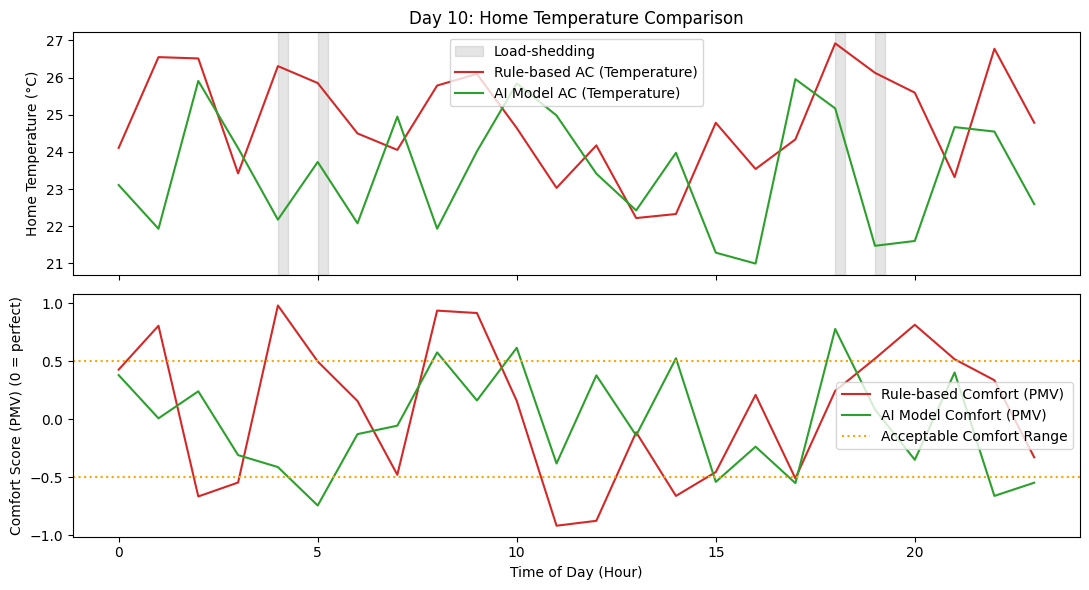 Day 10: Home Temperature Comparison
Home Temperature (°C)
27
26
25
24
23
22
21
Load-shedding
Rule-based AC (Temperature)
AI Model AC (Temperature)
Comfort Score (PMV) (0 = perfect)
1.0
0.5
0.0
−0.5
−1.0
Rule-based Comfort (PMV)
AI Model Comfort (PMV)
Acceptable Comfort Range
0
5
10
15
20
Time of Day (Hour)